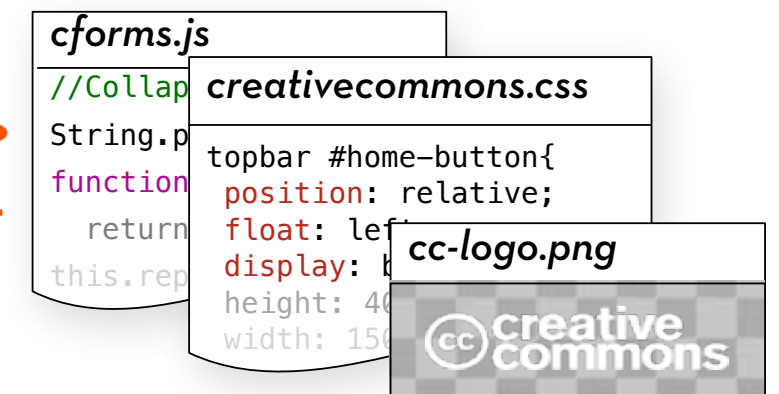 cforms.js
//Collap
String.p
function
return
this.rep
creativecommons.css
topbar #home-button{
position: relative;
float: lef
display: b
height: 40
width: 150
cc-logo.png
cc creative
commons